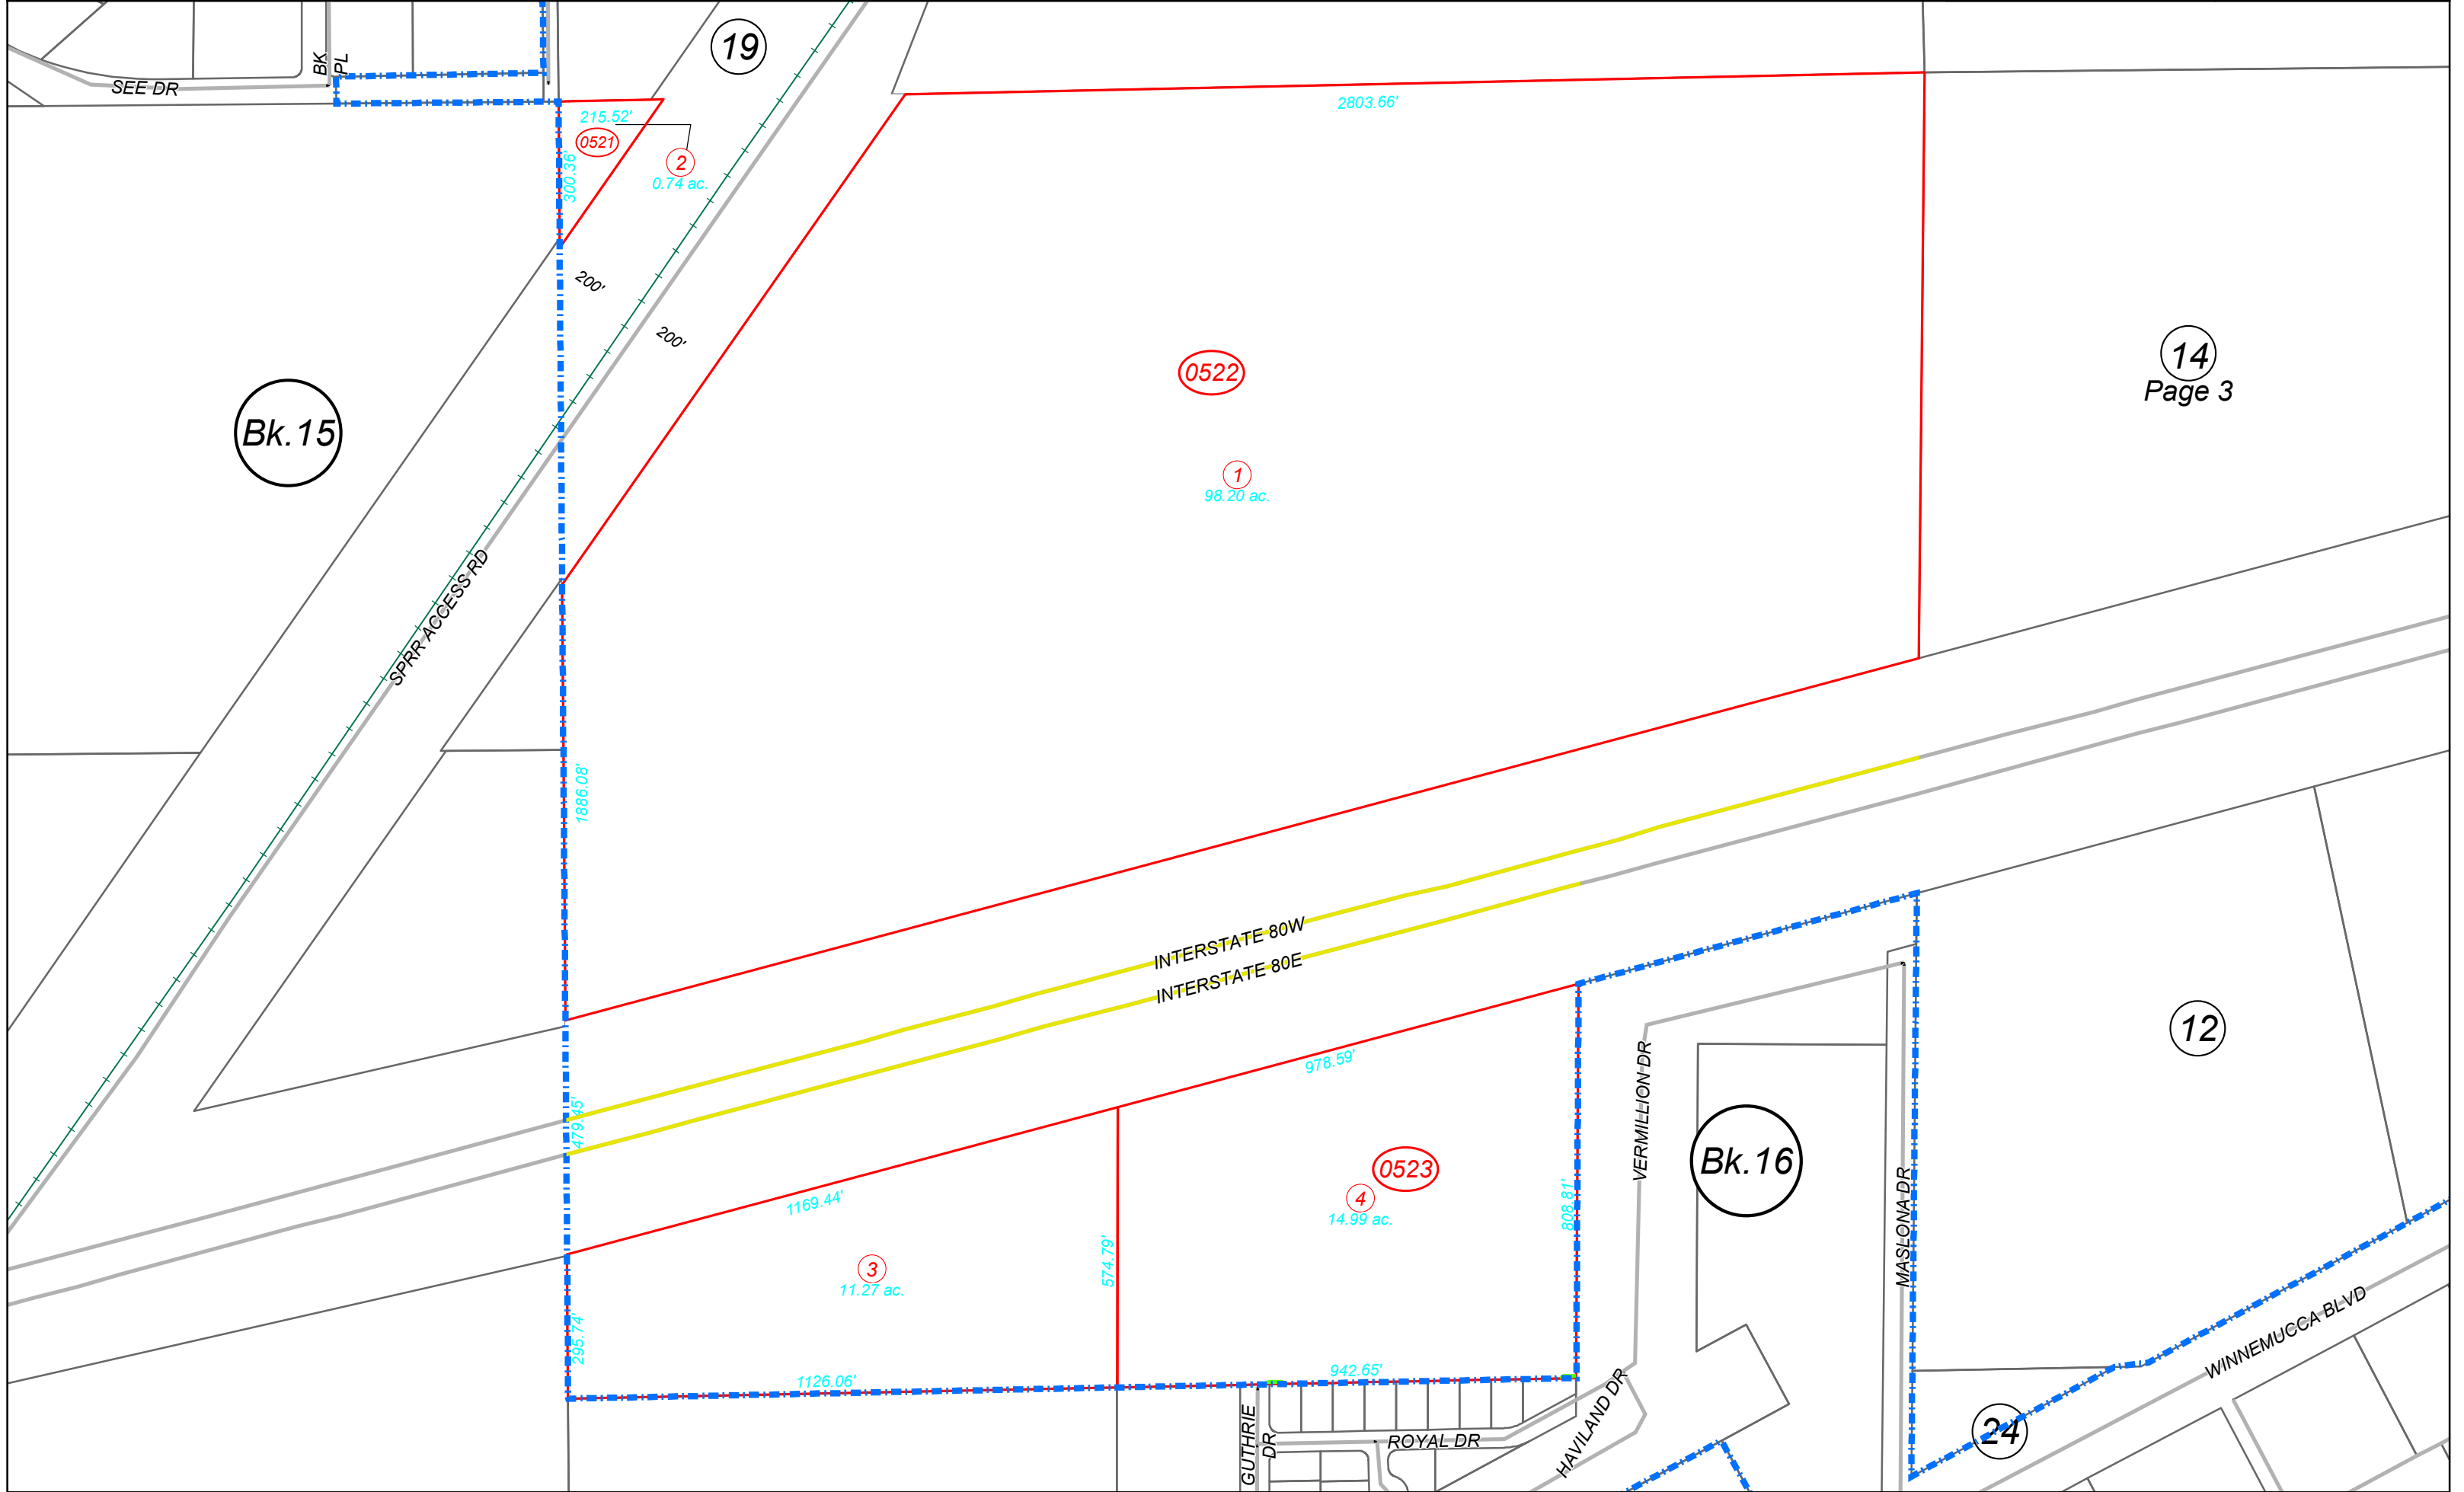 19
BK
PL
SEE DR
2803.66'
215.52'
0521
2
0.74 ac.
300.36'
200'
200'
0522
14
Page 3
Bk.15
1
98.20 ac.
SPRR ACCESS RD
1886.08'
INTERSTATE 80W
INTERSTATE 80E
12
978.59'
479.45'
VERMILLION DR
Bk.16
0523
4
14.99 ac.
808.81'
MASLONA DR
1169.44'
574.79'
3
11.27 ac.
295.74'
1126.06'
942.65'
WINNEMUCCA BLVD
HAVILAND DR
GUTHRIE
DR
ROYAL DR
24